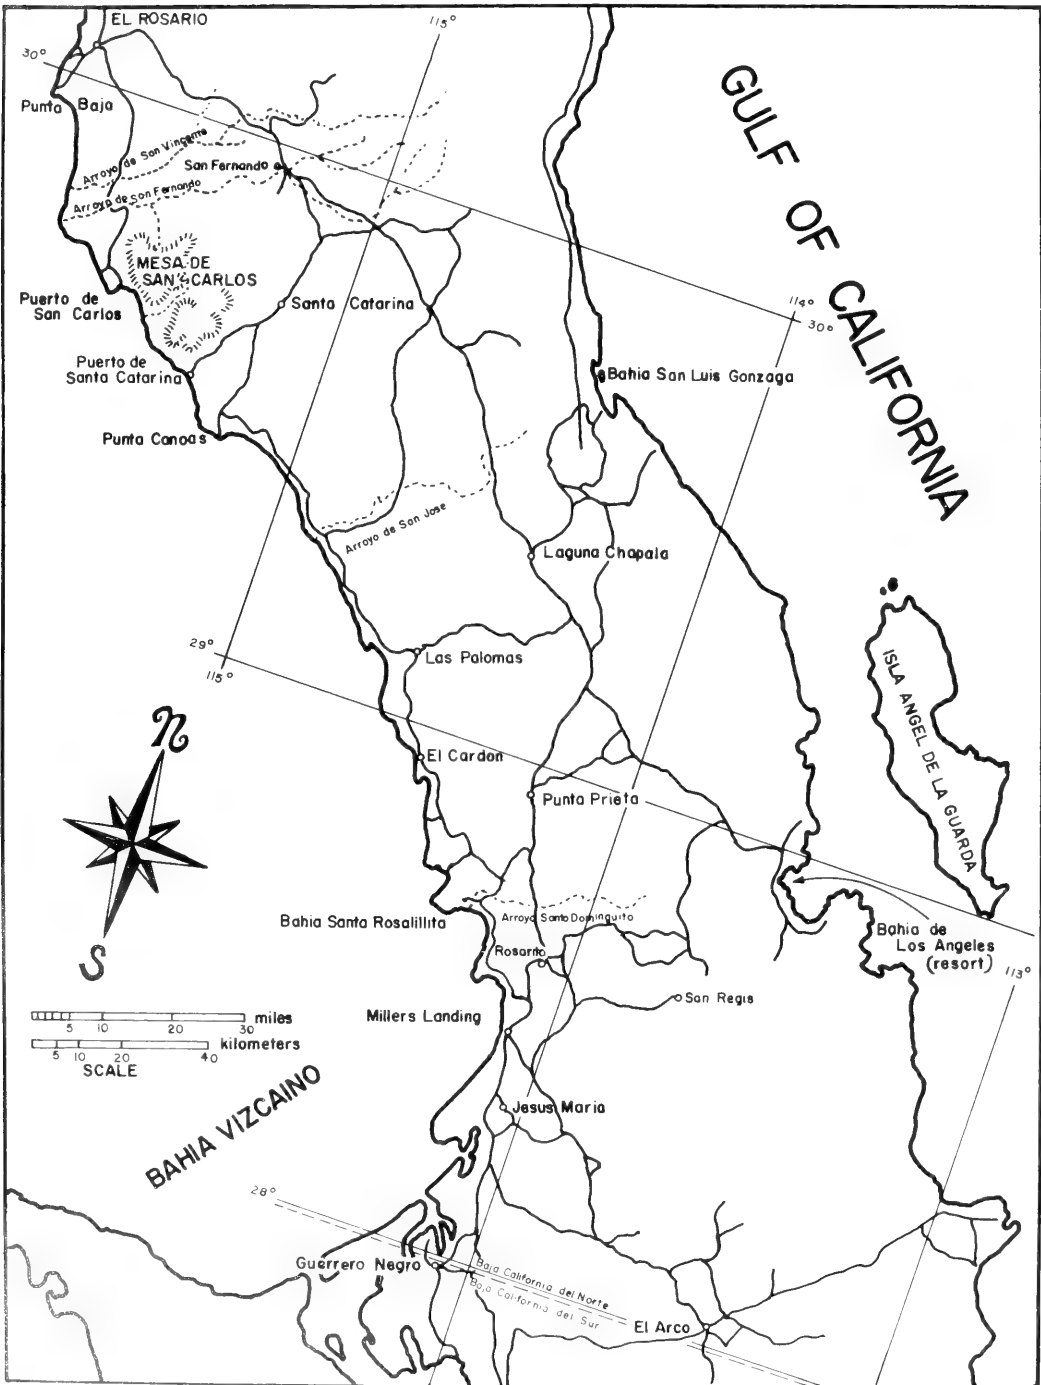 EL ROSARIO
115°
30°
Punta Baja
GULF OF CALIFORNIA
Arroyo de San Vincente
San Fernando
Arroyo de San Fernando
MESA DE
SAN CARLOS
Puerto de
San Carlos
Santa Catarina
114°
30°
Puerto de
Santa Catarina
Bahia San Luis Gonzaga
Punta Canoas
Arroyo de San Jose
Laguna Chapala
29°
115°
Las Palomas
ISLA ANGEL DE LA GUARDA
N
El Cardon
Punta Prieta
S
Bahia Santa Rosalillita
Arroyo Santo Dominguito
Rosarito
Bahia de
Los Angeles
(resort)
113°
San Regis
Millers Landing
miles
5 10 20 30
kilometers
5 10 20 40
SCALE
Jesus Maria
BAHIA VIZCAINO
28°
Guerrero Negro
Baja California del Norte
Baja California del Sur
El Arco